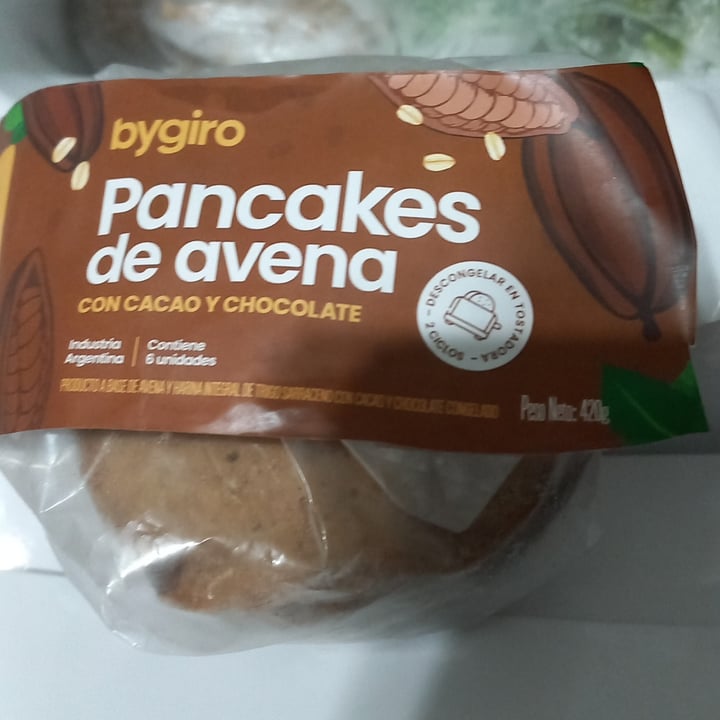 bygiro
Pancakes
de avena
CON CACAO Y CHOCOLATE
Industria
Argentina
Contiene
6 unidades
- DESCONGELAR EN TOSTADORA -
2 CICLOS
PRODUCTO A BASE DE AVENA Y HARINA INTEGRAL DE TRIGO SARRACENO CON CACAO Y CHOCOLATE CONGELADO
Peso Neto: 420g